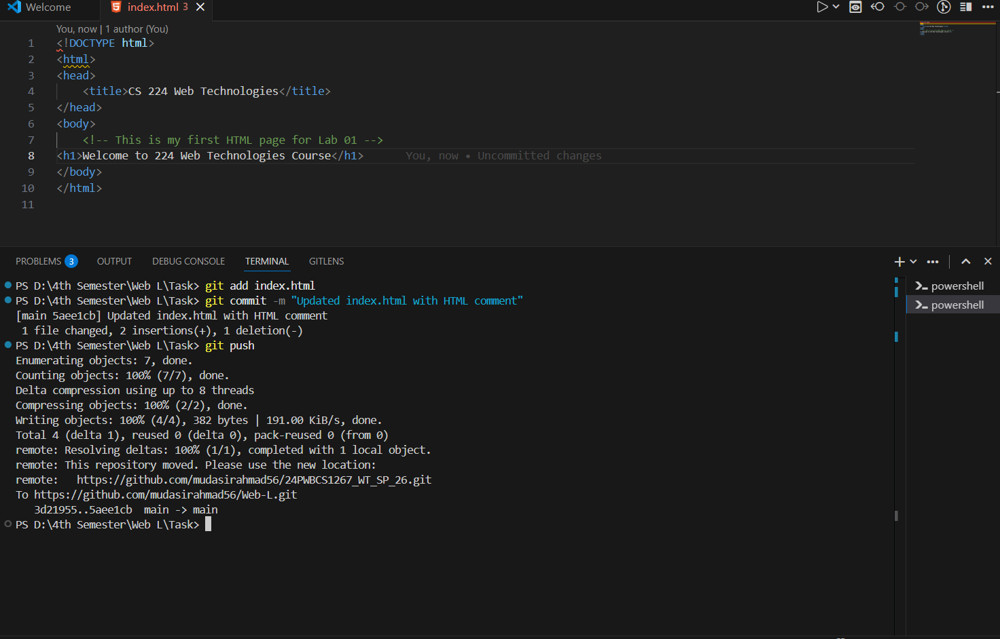 Welcome
index.html 3
You, now | 1 author (You)
1 <!DOCTYPE html>
2 <html>
3 <head>
4     <title>CS 224 Web Technologies</title>
5 </head>
6 <body>
7     <!-- This is my first HTML page for Lab 01 -->
8 <h1>Welcome to 224 Web Technologies Course</h1> You, now • Uncommitted changes
9 </body>
10 </html>
11
PROBLEMS 3 OUTPUT DEBUG CONSOLE TERMINAL GITLENS
PS D:\4th Semester\Web L\Task> git add index.html
PS D:\4th Semester\Web L\Task> git commit -m "Updated index.html with HTML comment"
[main 5aee1cb] Updated index.html with HTML comment
 1 file changed, 2 insertions(+), 1 deletion(-)
PS D:\4th Semester\Web L\Task> git push
Enumerating objects: 7, done.
Counting objects: 100% (7/7), done.
Delta compression using up to 8 threads
Compressing objects: 100% (2/2), done.
Writing objects: 100% (4/4), 382 bytes | 191.00 KiB/s, done.
Total 4 (delta 1), reused 0 (delta 0), pack-reused 0 (from 0)
remote: Resolving deltas: 100% (1/1), completed with 1 local object.
remote: This repository moved. Please use the new location:
remote:   https://github.com/mudasirahmad56/24PWBCS1267_WT_SP_26.git
To https://github.com/mudasirahmad56/Web-L.git
   3d21955..5aee1cb  main -> main
PS D:\4th Semester\Web L\Task>
powershell
powershell